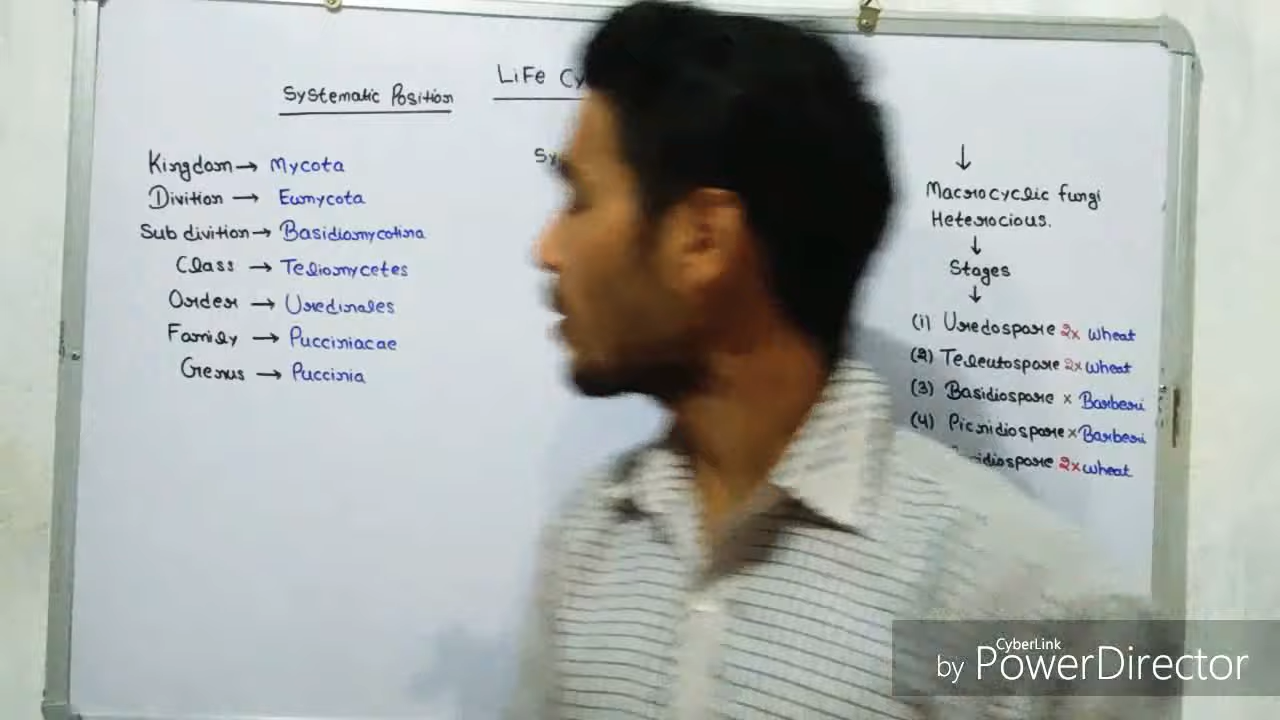 Life Cy
Systematic Position
Kingdom → Mycota
Divition → Eumycota
Sub divition → Basidiomycotina
Class → Teliomycetes
Order → Uredinales
Family → Pucciniacae
Genus → Puccinia
Sy
↓
Macrocyclic fungi
Heterocious.
↓
Stages
↓
(1) Uredospore 2x Wheat
(2) Teleutospore 2x Wheat
(3) Basidiospore x Barberi
(4) Picnidiospore x Barberi
idiospore 2x Wheat
CyberLink
by PowerDirector